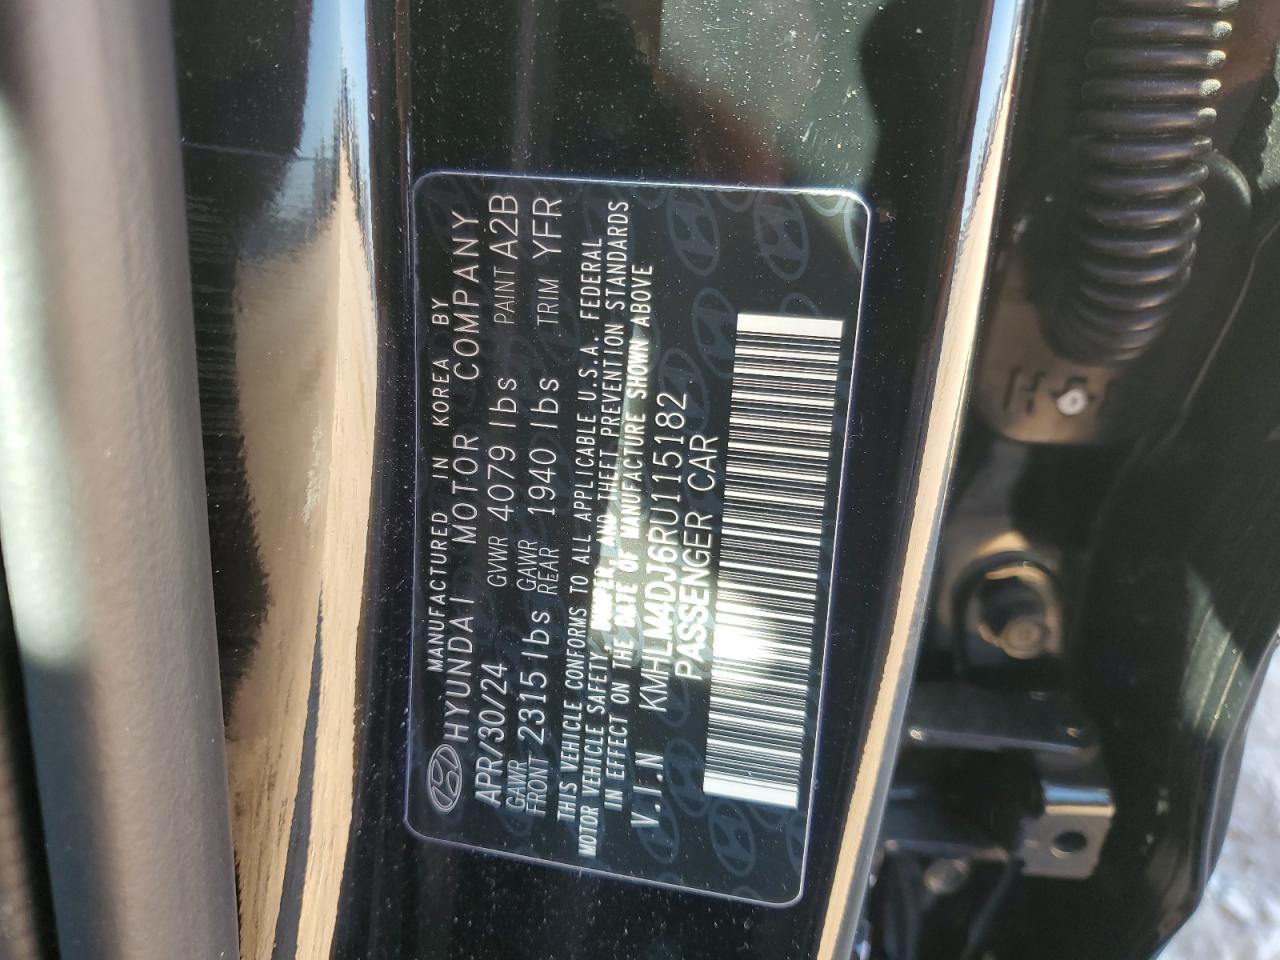 MANUFACTURED IN KOREA BY
HYUNDAI MOTOR COMPANY
APR/30/24 GVWR 4079 lbs PAINT A2B
GAWR FRONT 2315 lbs GAWR REAR 1940 lbs TRIM YFR
THIS VEHICLE CONFORMS TO ALL APPLICABLE U.S.A. FEDERAL
MOTOR VEHICLE SAFETY, BUMPER, AND THEFT PREVENTION STANDARDS
IN EFFECT ON THE DATE OF MANUFACTURE SHOWN ABOVE
V.I.N KMHLM4DJ6RU115182
PASSENGER CAR